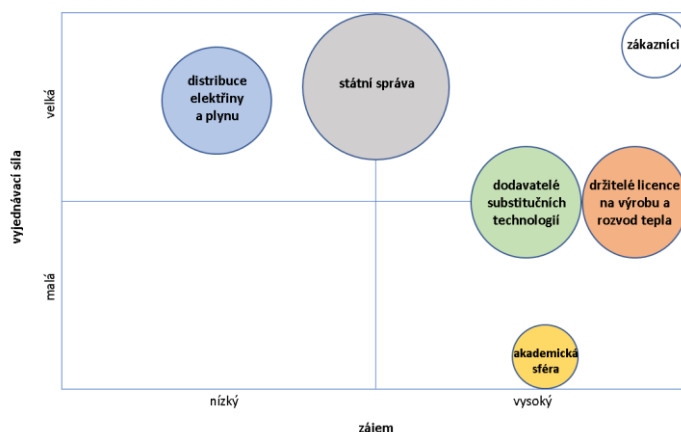 zákazníci
distribuce
elektřiny
a plynu
státní správa
velká
dodavatelé
substitučních
technologií
držitelé licence
na výrobu a
rozvod tepla
vyjednávací síla
malá
akademická
sféra
nízký
vysoký
zájem